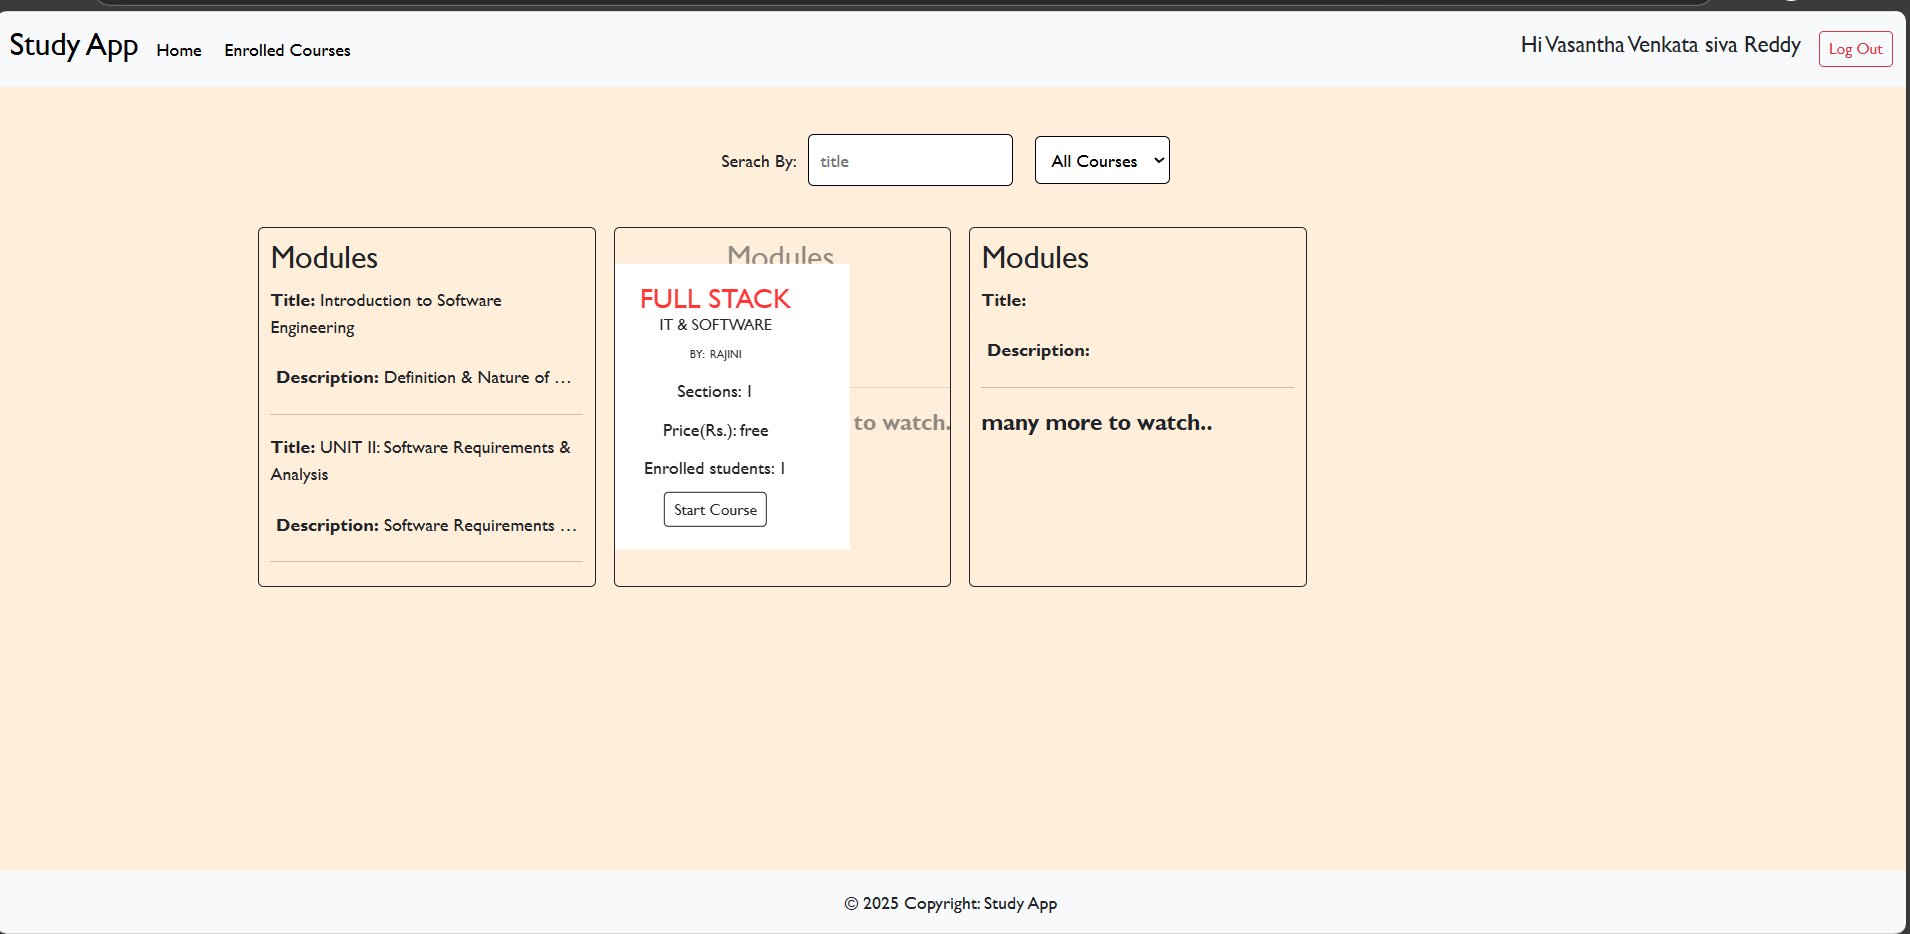 Study App Home Enrolled Courses Hi Vasantha Venkata siva Reddy Log Out
Serach By: title All Courses
Modules
Title: Introduction to Software
Engineering
Description: Definition & Nature of ...
Title: UNIT II: Software Requirements &
Analysis
Description: Software Requirements ...
Modules
FULL STACK
IT & SOFTWARE
BY: RAJINI
Sections: 1
Price(Rs.): free
to watch.
Enrolled students: 1
Start Course
Modules
Title:
Description:
many more to watch..
© 2025 Copyright: Study App